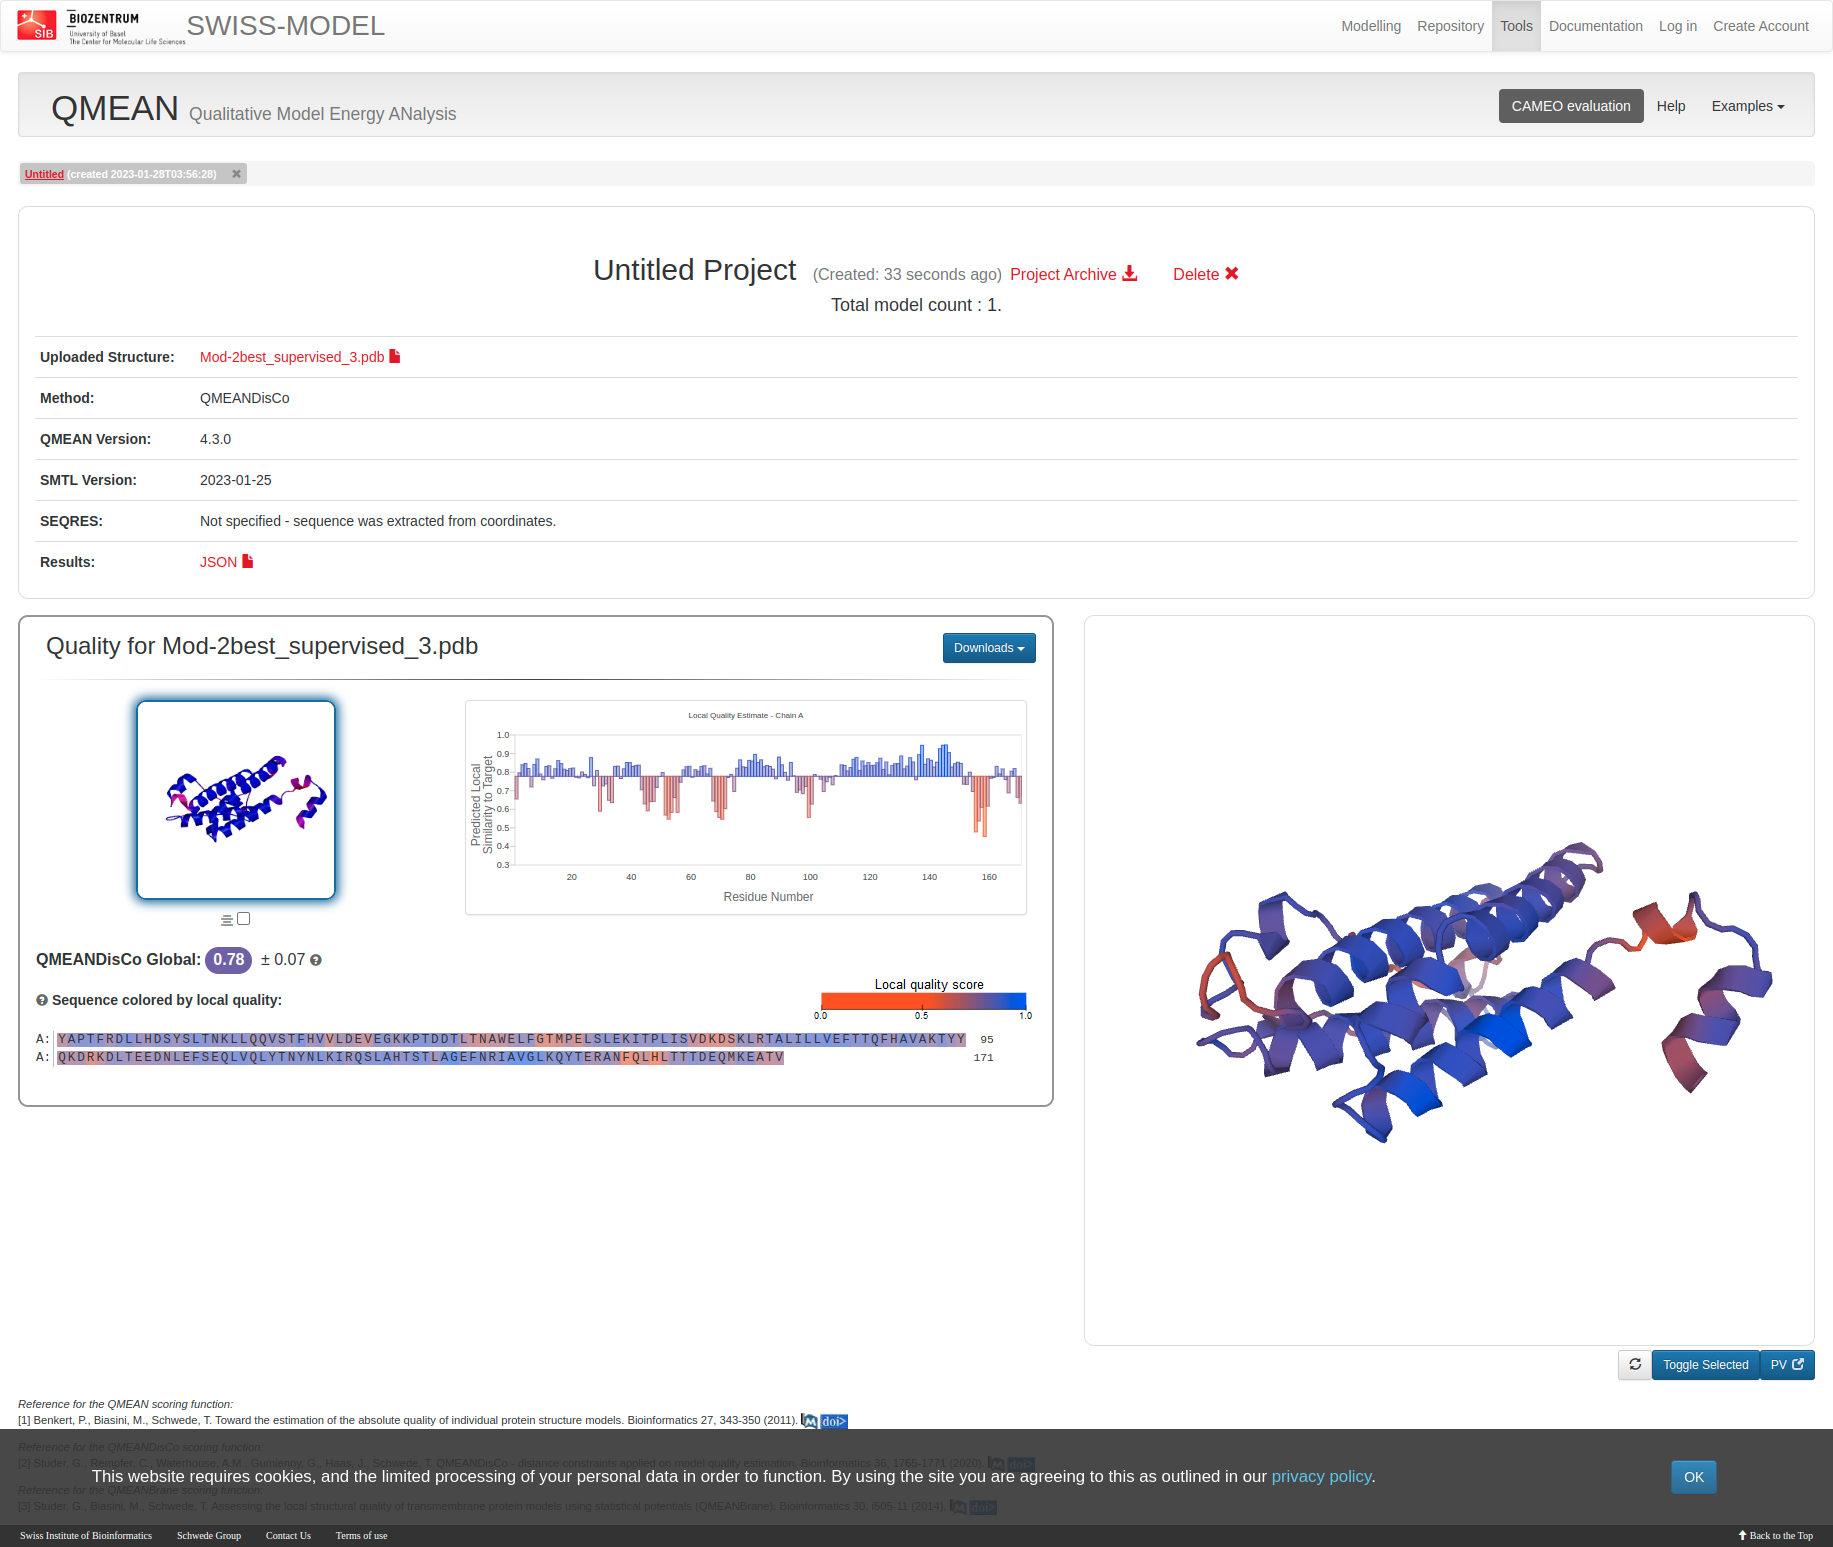 SIB
BIOZENTRUM
University of Basel
The Center for Molecular Life Sciences
SWISS-MODEL
Modelling
Repository
Tools
Documentation
Log in
Create Account
QMEAN Qualitative Model Energy ANalysis
CAMEO evaluation
Help
Examples
Untitled (created 2023-01-28T03:56:28)
Untitled Project (Created: 33 seconds ago) Project Archive Delete
Total model count : 1.
Uploaded Structure: Mod-2best_supervised_3.pdb
Method: QMEANDisCo
QMEAN Version: 4.3.0
SMTL Version: 2023-01-25
SEQRES: Not specified - sequence was extracted from coordinates.
Results: JSON
Quality for Mod-2best_supervised_3.pdb
Downloads
Local Quality Estimate - Chain A
Predicted Local
Similarity to Target
1.0
0.9
0.8
0.7
0.6
0.5
0.4
0.3
20 40 60 80 100 120 140 160
Residue Number
QMEANDisCo Global: 0.78 ± 0.07
Sequence colored by local quality:
Local quality score
0.0 0.5 1.0
A: YAPTFRDLLHDSYSLTNKLLQQVSTFHVVLDEVEGKKPTDDTLTNAWELFGTMPELSLEKITPLISVDKDSKLRTALILLVEFTTQFHAVAKTYY 95
A: QKDRKDLTEEDNLEFSEQLVQLYTNYNLKIRQSLAHTSTLAGEFNRIAVGLKQYTERANFQLHLTTTDEQMKEATV 171
Toggle Selected
PV
Reference for the QMEAN scoring function:
[1] Benkert, P., Biasini, M., Schwede, T. Toward the estimation of the absolute quality of individual protein structure models. Bioinformatics 27, 343-350 (2011). M doi>
Reference for the QMEANDisCo scoring function:
[2] Studer, G., Rempfer, C., Waterhouse, A.M., Gumienny, G., Haas, J., Schwede, T. QMEANDisCo - distance constraints applied on model quality estimation. Bioinformatics 36, 1765-1771 (2020). M doi>
This website requires cookies, and the limited processing of your personal data in order to function. By using the site you are agreeing to this as outlined in our privacy policy.
OK
Reference for the QMEANBrane scoring function:
[3] Studer, G., Biasini, M., Schwede, T. Assessing the local structural quality of transmembrane protein models using statistical potentials (QMEANBrane). Bioinformatics 30, i505-11 (2014). M doi>
Swiss Institute of Bioinformatics
Schwede Group
Contact Us
Terms of use
Back to the Top